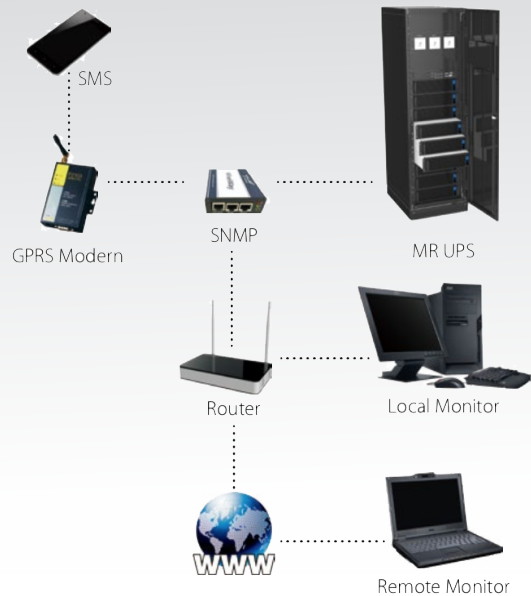 SMS
GPRS Modern
SNMP
MR UPS
Router
Local Monitor
WWW
Remote Monitor